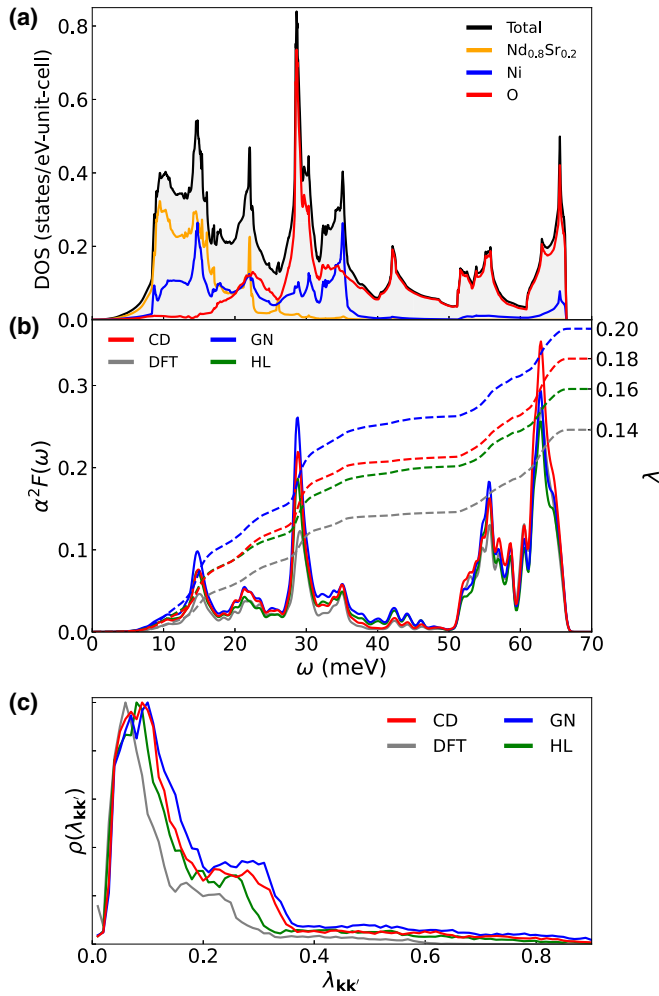 (a)
DOS (states/eV-unit-cell)
0.8
0.6
0.4
0.2
0.0
Total
Nd0.8Sr0.2
Ni
O
(b)
α²F(ω)
0.3
0.2
0.1
0.0
CD
DFT
GN
HL
0.20
0.18
0.16
0.14
λ
0 10 20 30 40 50 60 70
ω (meV)
(c)
ρ(λkk′)
CD
DFT
GN
HL
0.0 0.2 0.4 0.6 0.8
λkk′